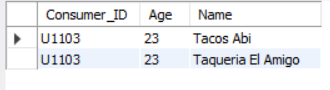 Consumer_ID Age Name
U1103 23 Tacos Abi
U1103 23 Taqueria El Amigo